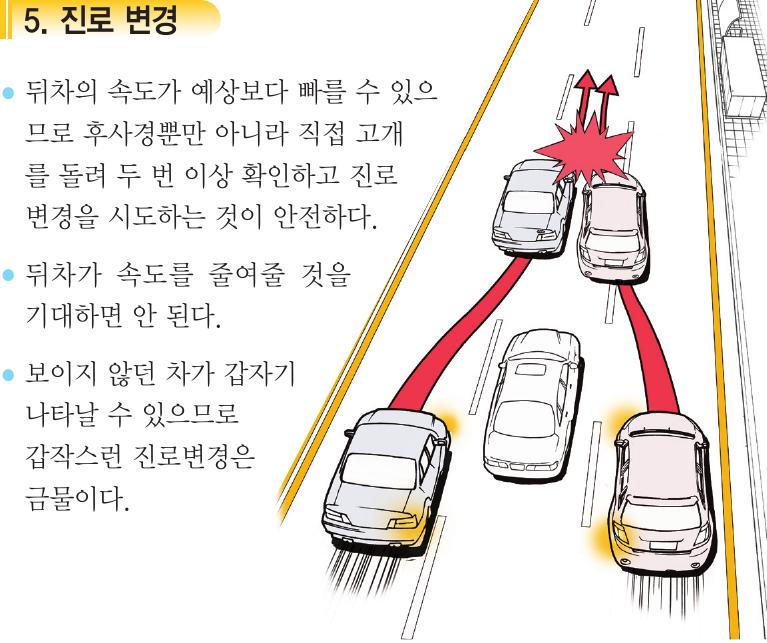 5. 진로 변경
뒤차의 속도가 예상보다 빠를 수 있으
므로 후사경뿐만 아니라 직접 고개
를 돌려 두 번 이상 확인하고 진로
변경을 시도하는 것이 안전하다.
뒤차가 속도를 줄여줄 것을
기대하면 안 된다.
보이지 않던 차가 갑자기
나타날 수 있으므로
갑작스런 진로변경은
금물이다.